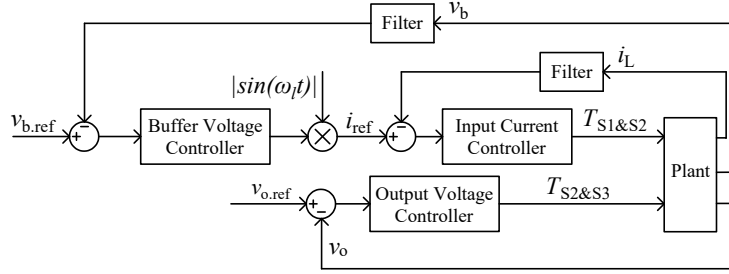 Filter
v_b
|sin(ω_l t)|
Filter
i_L
v_b.ref
+
-
Buffer Voltage
Controller
×
i_ref
+
-
Input Current
Controller
T_S1&S2
Plant
v_o.ref
+
-
Output Voltage
Controller
T_S2&S3
v_o